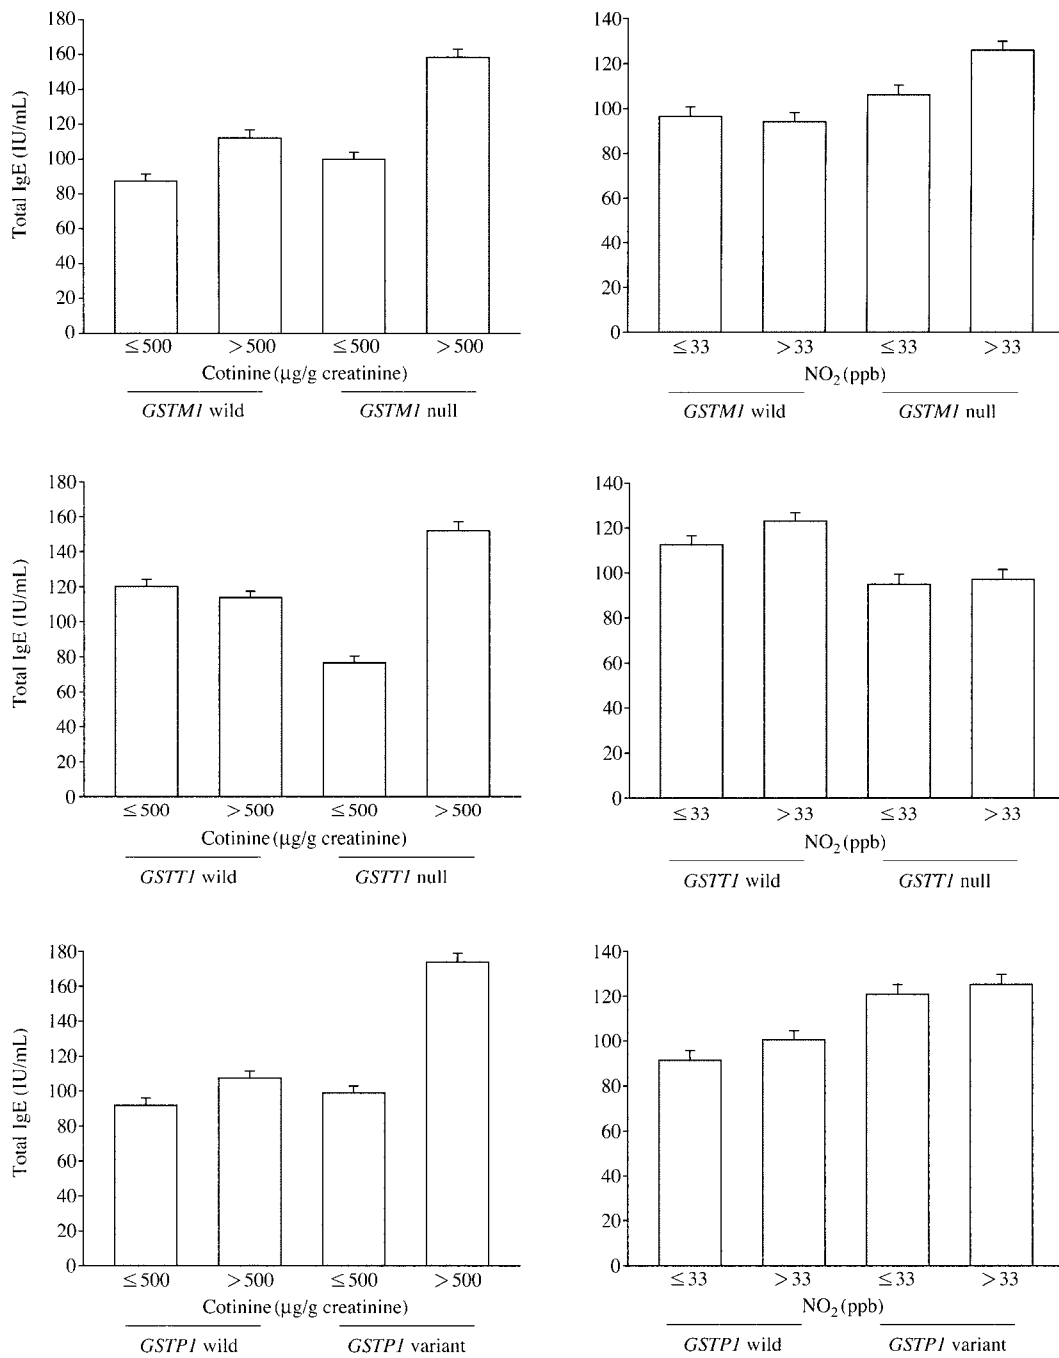 180
160
140
120
100
80
60
40
20
0
Total IgE (IU/mL)
≤500 >500 ≤500 >500
Cotinine (μg/g creatinine)
GSTM1 wild GSTM1 null
140
120
100
80
60
40
20
0
≤33 >33 ≤33 >33
NO2 (ppb)
GSTM1 wild GSTM1 null
180
160
140
120
100
80
60
40
20
0
Total IgE (IU/mL)
≤500 >500 ≤500 >500
Cotinine (μg/g creatinine)
GSTT1 wild GSTT1 null
140
120
100
80
60
40
20
0
≤33 >33 ≤33 >33
NO2 (ppb)
GSTT1 wild GSTT1 null
180
160
140
120
100
80
60
40
20
0
Total IgE (IU/mL)
≤500 >500 ≤500 >500
Cotinine (μg/g creatinine)
GSTP1 wild GSTP1 variant
140
120
100
80
60
40
20
0
≤33 >33 ≤33 >33
NO2 (ppb)
GSTP1 wild GSTP1 variant